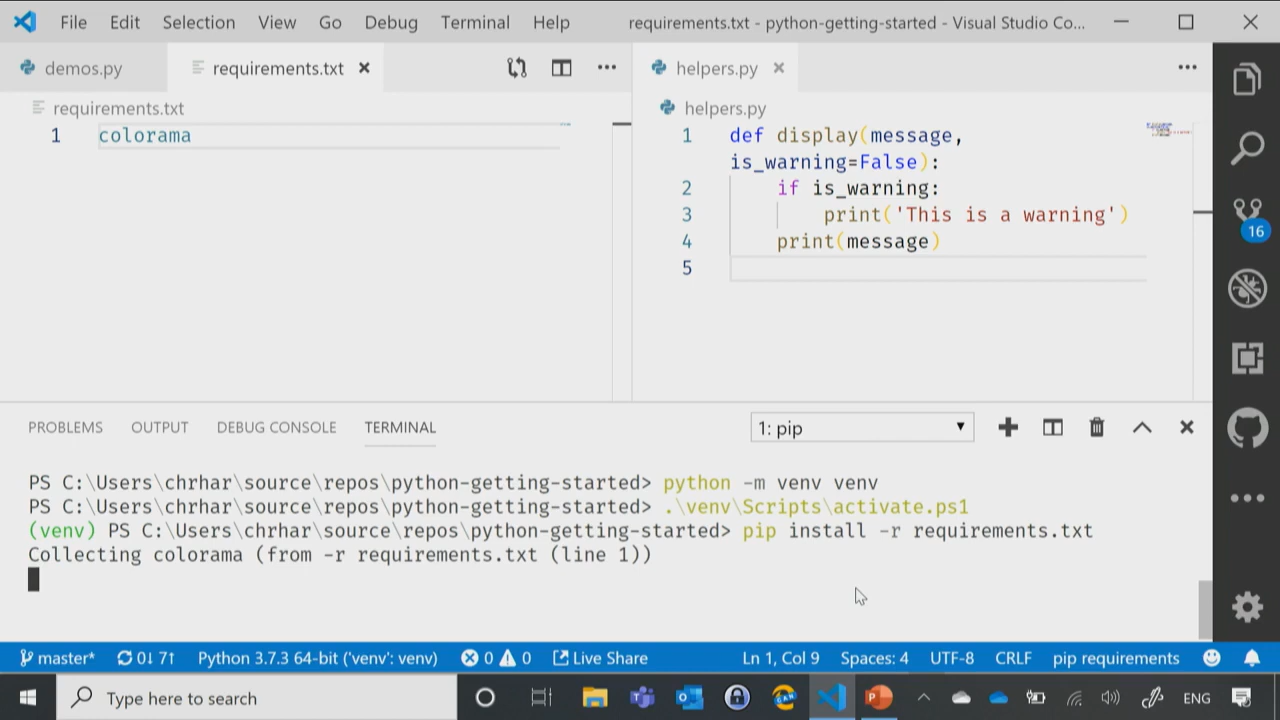 File Edit Selection View Go Debug Terminal Help requirements.txt - python-getting-started - Visual Studio Co...
demos.py requirements.txt helpers.py
requirements.txt helpers.py
1 colorama
1 def display(message,
is_warning=False):
2 if is_warning:
3 print('This is a warning')
4 print(message)
5
16
PROBLEMS OUTPUT DEBUG CONSOLE TERMINAL 1: pip
PS C:\Users\chrhar\source\repos\python-getting-started> python -m venv venv
PS C:\Users\chrhar\source\repos\python-getting-started> .\venv\Scripts\activate.ps1
(venv) PS C:\Users\chrhar\source\repos\python-getting-started> pip install -r requirements.txt
Collecting colorama (from -r requirements.txt (line 1))
master* 0↓ 7↑ Python 3.7.3 64-bit ('venv': venv) 0 0 Live Share Ln 1, Col 9 Spaces: 4 UTF-8 CRLF pip requirements
Type here to search ENG